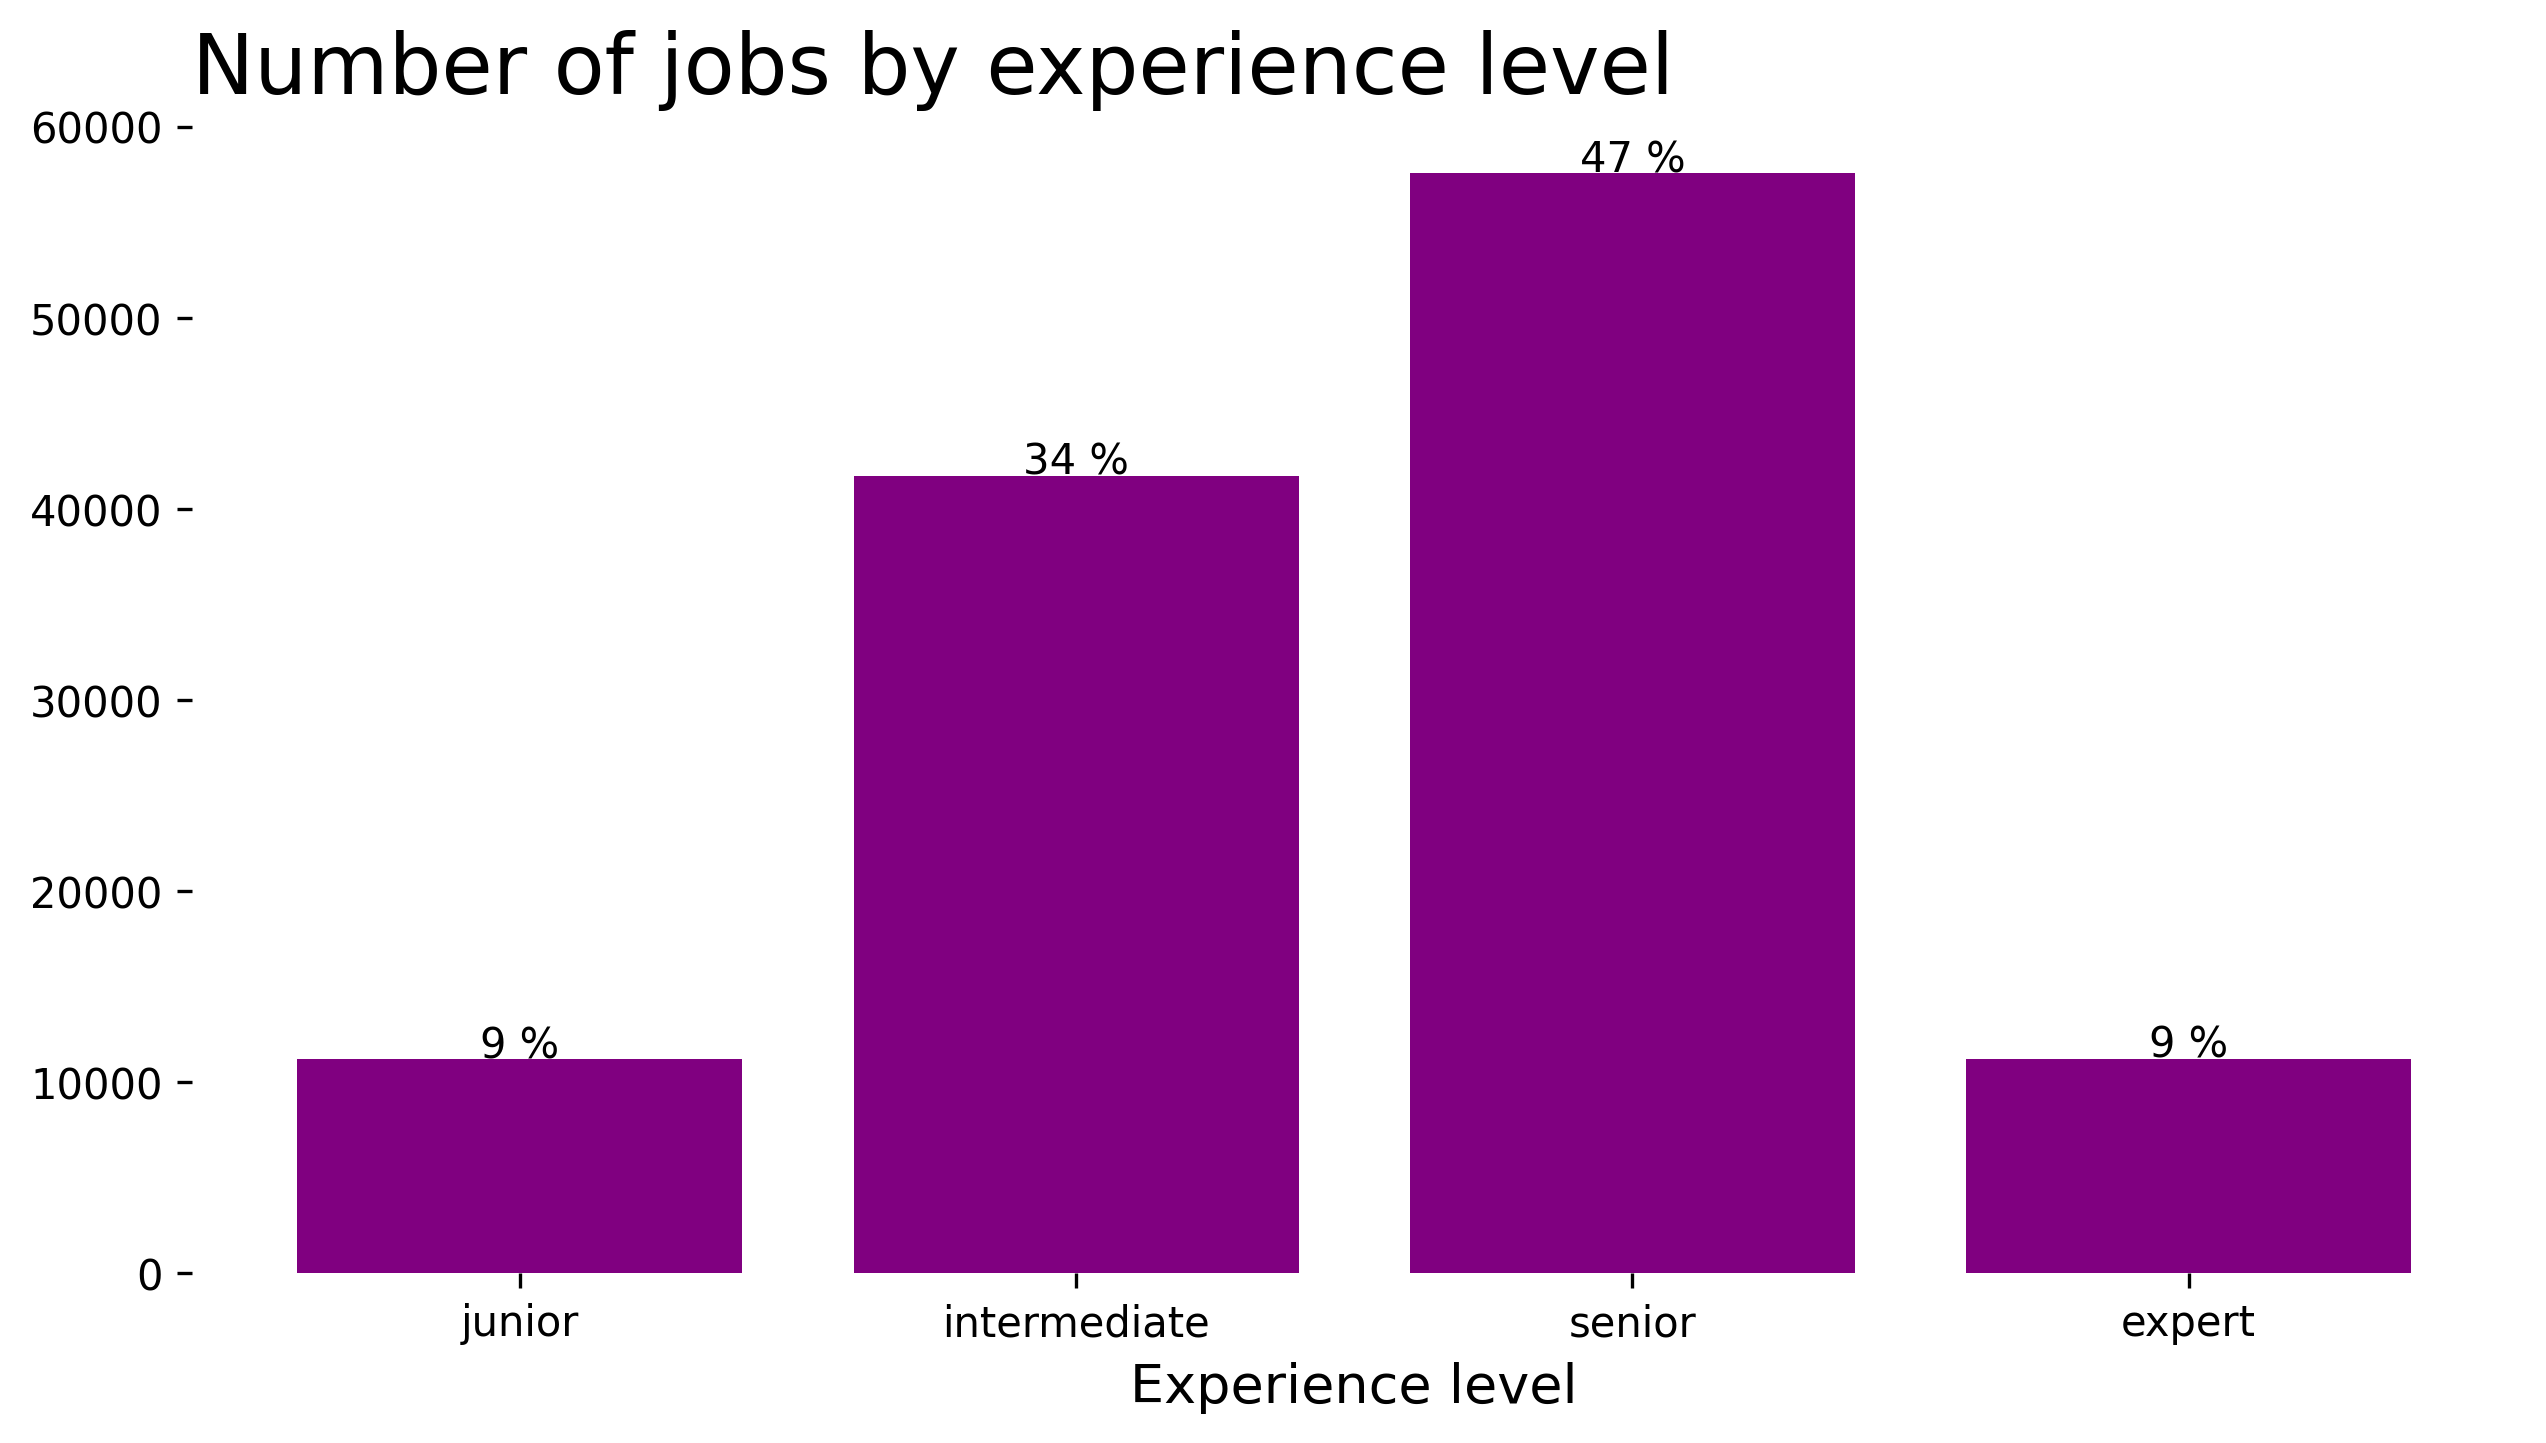 Number of jobs by experience level
60000
50000
40000
30000
20000
10000
0
9 %
34 %
47 %
9 %
junior
intermediate
senior
expert
Experience level